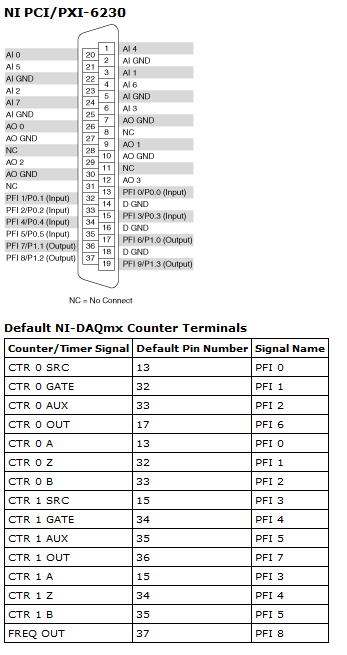 NI PCI/PXI-6230
1 AI 4
AI 0 20
2 AI GND
AI 5 21
3 AI 1
AI GND 22
4 AI 6
AI 2 23
5 AI GND
AI 7 24
6 AI 3
AI GND 25
7 AO GND
AO 0 26
8 NC
AO GND 27
9 AO 1
NC 28
10 AO GND
AO 2 29
11 NC
AO GND 30
12 AO 3
NC 31
13 PFI 0/P0.0 (Input)
PFI 1/P0.1 (Input) 32
14 D GND
PFI 2/P0.2 (Input) 33
15 PFI 3/P0.3 (Input)
PFI 4/P0.4 (Input) 34
16 D GND
PFI 5/P0.5 (Input) 35
17 PFI 6/P1.0 (Output)
PFI 7/P1.1 (Output) 36
18 D GND
PFI 8/P1.2 (Output) 37
19 PFI 9/P1.3 (Output)
NC = No Connect
Default NI-DAQmx Counter Terminals
Counter/Timer Signal Default Pin Number Signal Name
CTR 0 SRC 13 PFI 0
CTR 0 GATE 32 PFI 1
CTR 0 AUX 33 PFI 2
CTR 0 OUT 17 PFI 6
CTR 0 A 13 PFI 0
CTR 0 Z 32 PFI 1
CTR 0 B 33 PFI 2
CTR 1 SRC 15 PFI 3
CTR 1 GATE 34 PFI 4
CTR 1 AUX 35 PFI 5
CTR 1 OUT 36 PFI 7
CTR 1 A 15 PFI 3
CTR 1 Z 34 PFI 4
CTR 1 B 35 PFI 5
FREQ OUT 37 PFI 8